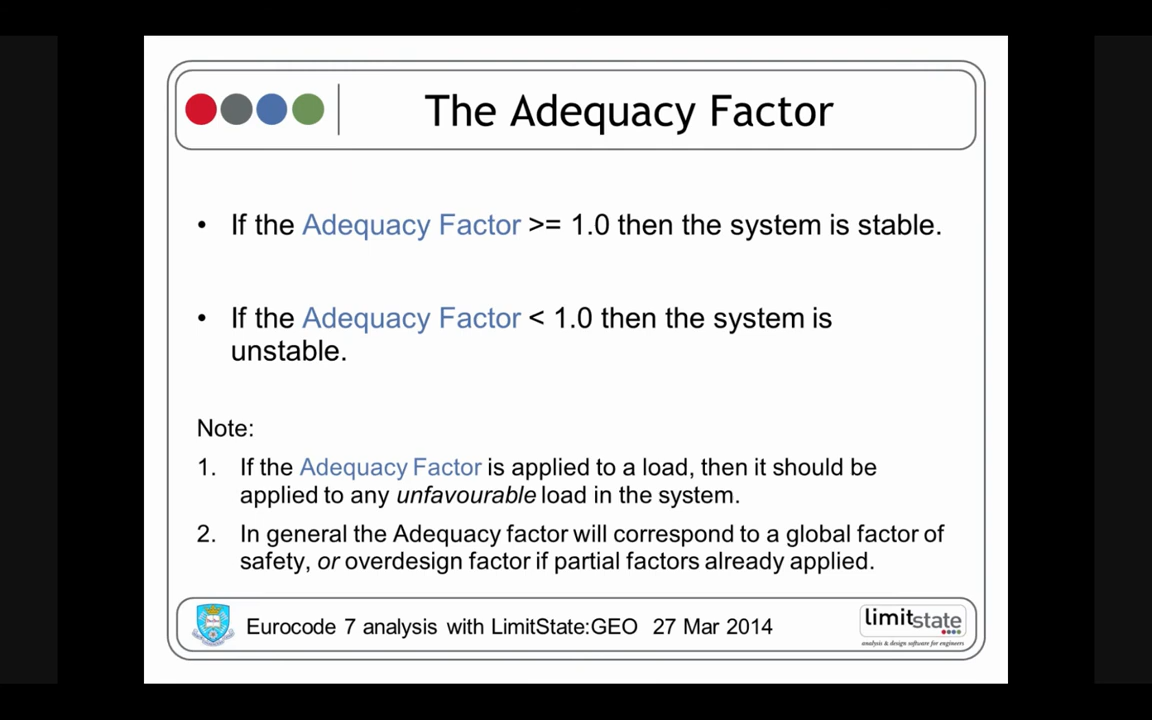 The Adequacy Factor
• If the Adequacy Factor >= 1.0 then the system is stable.
• If the Adequacy Factor < 1.0 then the system is
unstable.
Note:
1. If the Adequacy Factor is applied to a load, then it should be
applied to any unfavourable load in the system.
2. In general the Adequacy factor will correspond to a global factor of
safety, or overdesign factor if partial factors already applied.
Eurocode 7 analysis with LimitState:GEO 27 Mar 2014
limitstate
analysis & design software for engineers